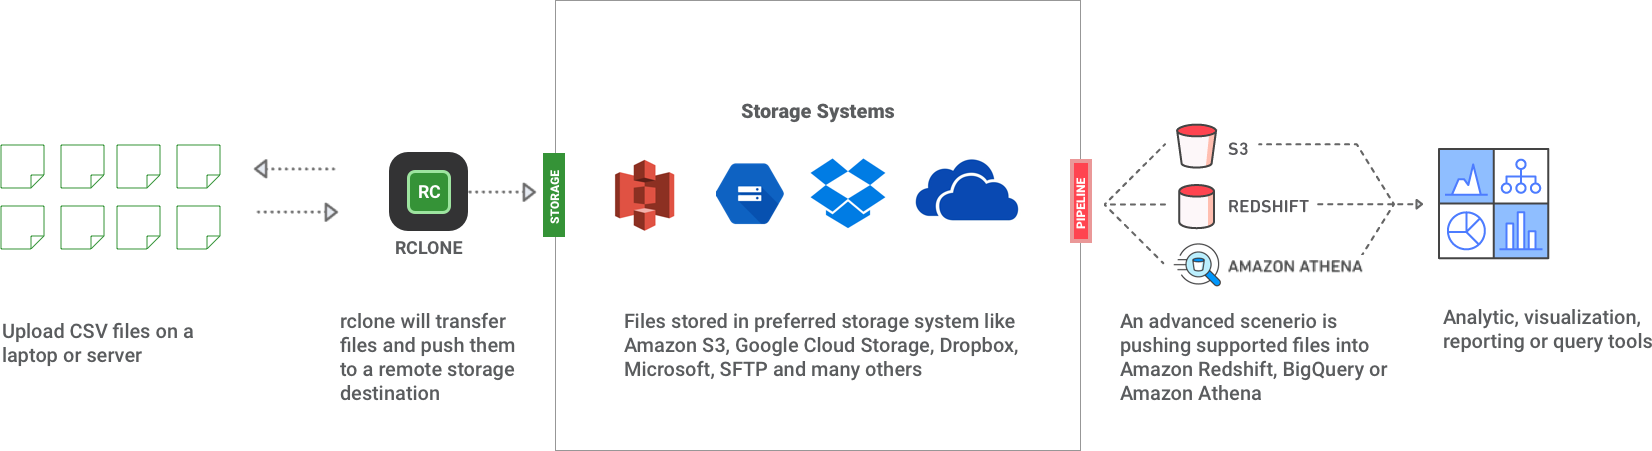 Storage Systems
RC
RCLONE
STORAGE
PIPELINE
S3
REDSHIFT
AMAZON ATHENA
Upload CSV files on a
laptop or server
rclone will transfer
files and push them
to a remote storage
destination
Files stored in preferred storage system like
Amazon S3, Google Cloud Storage, Dropbox,
Microsoft, SFTP and many others
An advanced scenerio is
pushing supported files into
Amazon Redshift, BigQuery or
Amazon Athena
Analytic, visualization,
reporting or query tools